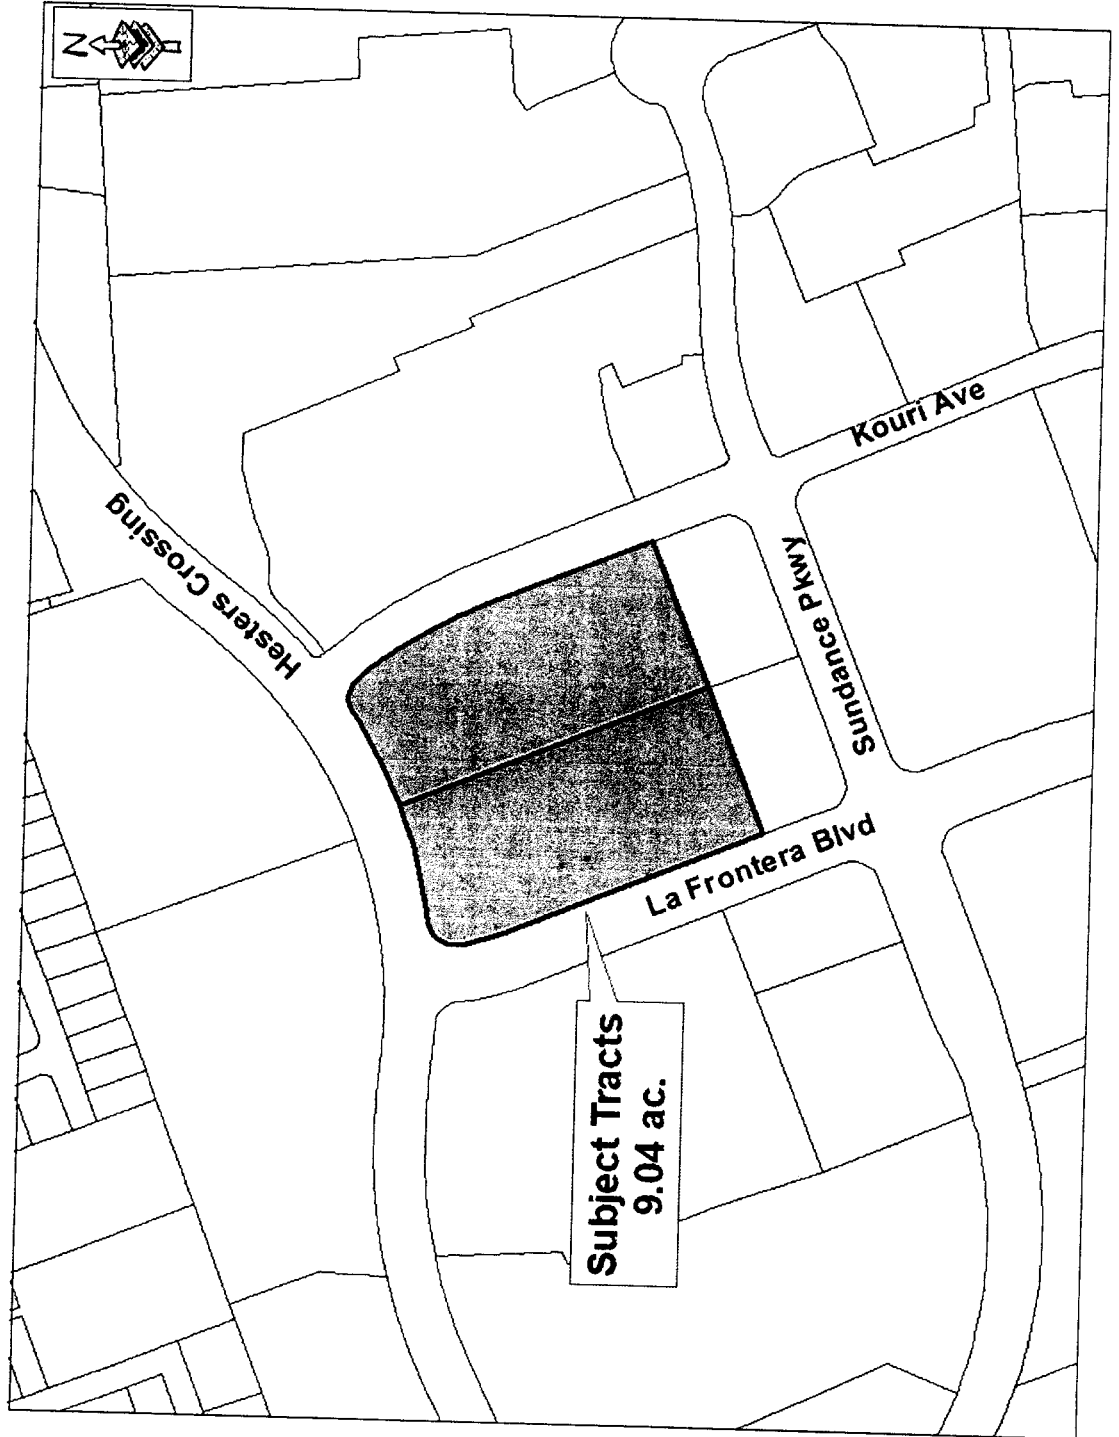 N
Hesters Crossing
Kouri Ave
Sundance Pkwy
La Frontera Blvd
Subject Tracts
9.04 ac.